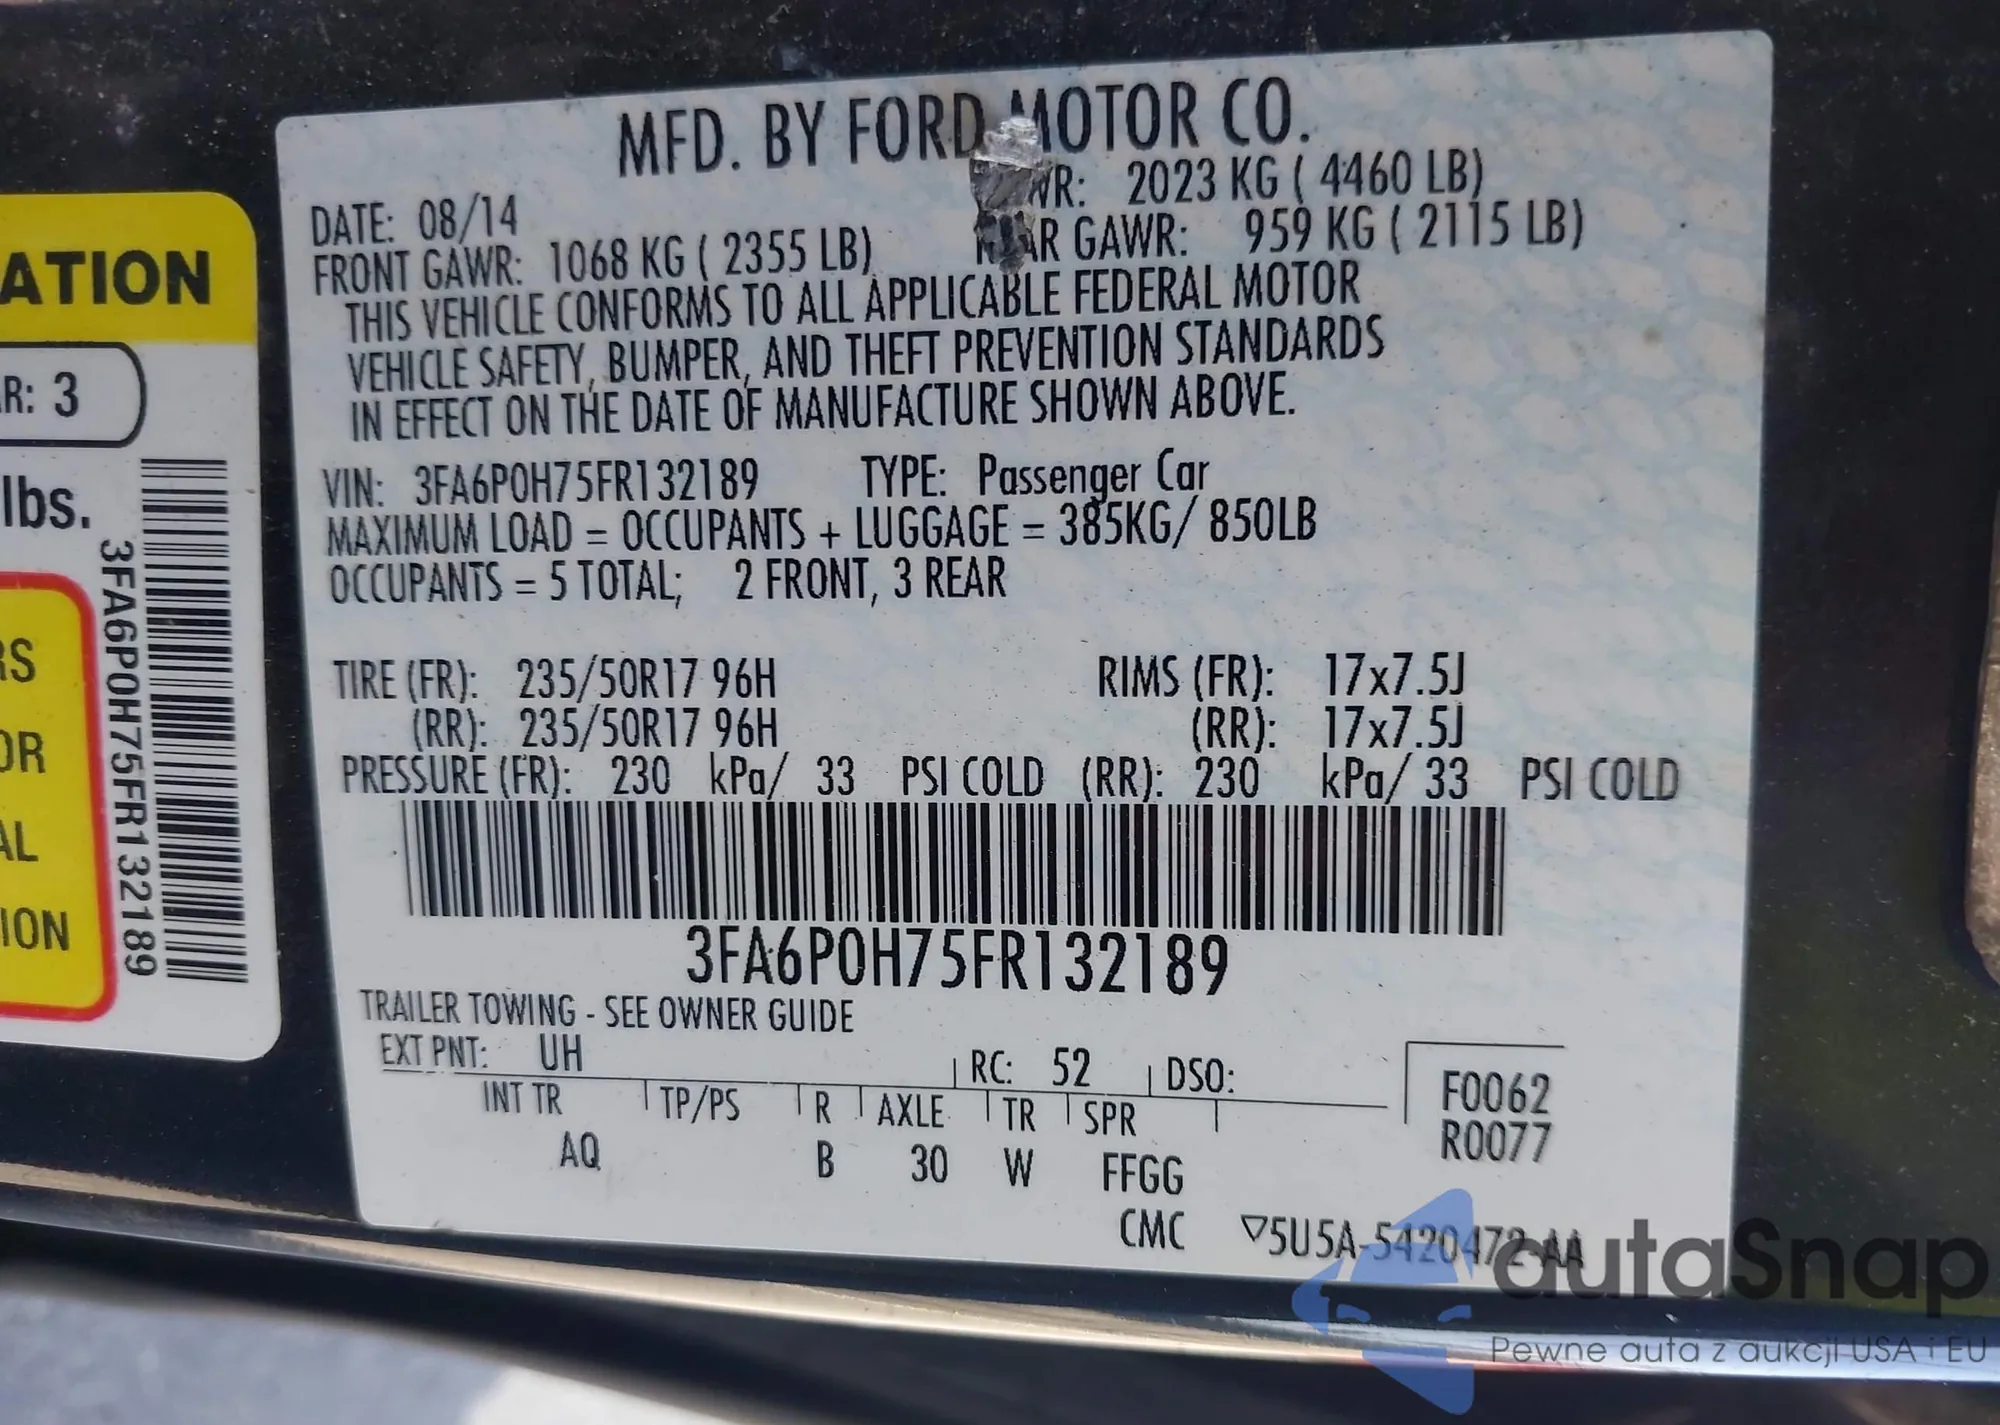 MFD. BY FORD MOTOR CO.
DATE: 08/14 WR: 2023 KG ( 4460 LB)
FRONT GAWR: 1068 KG ( 2355 LB) REAR GAWR: 959 KG ( 2115 LB)
THIS VEHICLE CONFORMS TO ALL APPLICABLE FEDERAL MOTOR
VEHICLE SAFETY, BUMPER, AND THEFT PREVENTION STANDARDS
IN EFFECT ON THE DATE OF MANUFACTURE SHOWN ABOVE.
VIN: 3FA6P0H75FR132189 TYPE: Passenger Car
MAXIMUM LOAD = OCCUPANTS + LUGGAGE = 385KG/ 850LB
OCCUPANTS = 5 TOTAL; 2 FRONT, 3 REAR
TIRE (FR): 235/50R17 96H RIMS (FR): 17x7.5J
(RR): 235/50R17 96H (RR): 17x7.5J
PRESSURE (FR): 230 kPa/ 33 PSI COLD (RR): 230 kPa/ 33 PSI COLD
3FA6P0H75FR132189
TRAILER TOWING - SEE OWNER GUIDE
EXT PNT: UH RC: 52 DSO:
INT TR TP/PS R AXLE TR SPR
AQ B 30 W FFGG
F0062
R0077
CMC ▽5U5A-5420472-AA
ATION
R: 3
lbs.
3FA6P0H75FR132189
RS
OR
AL
ION
autoSnap
Pewne auta z aukcji USA i EU